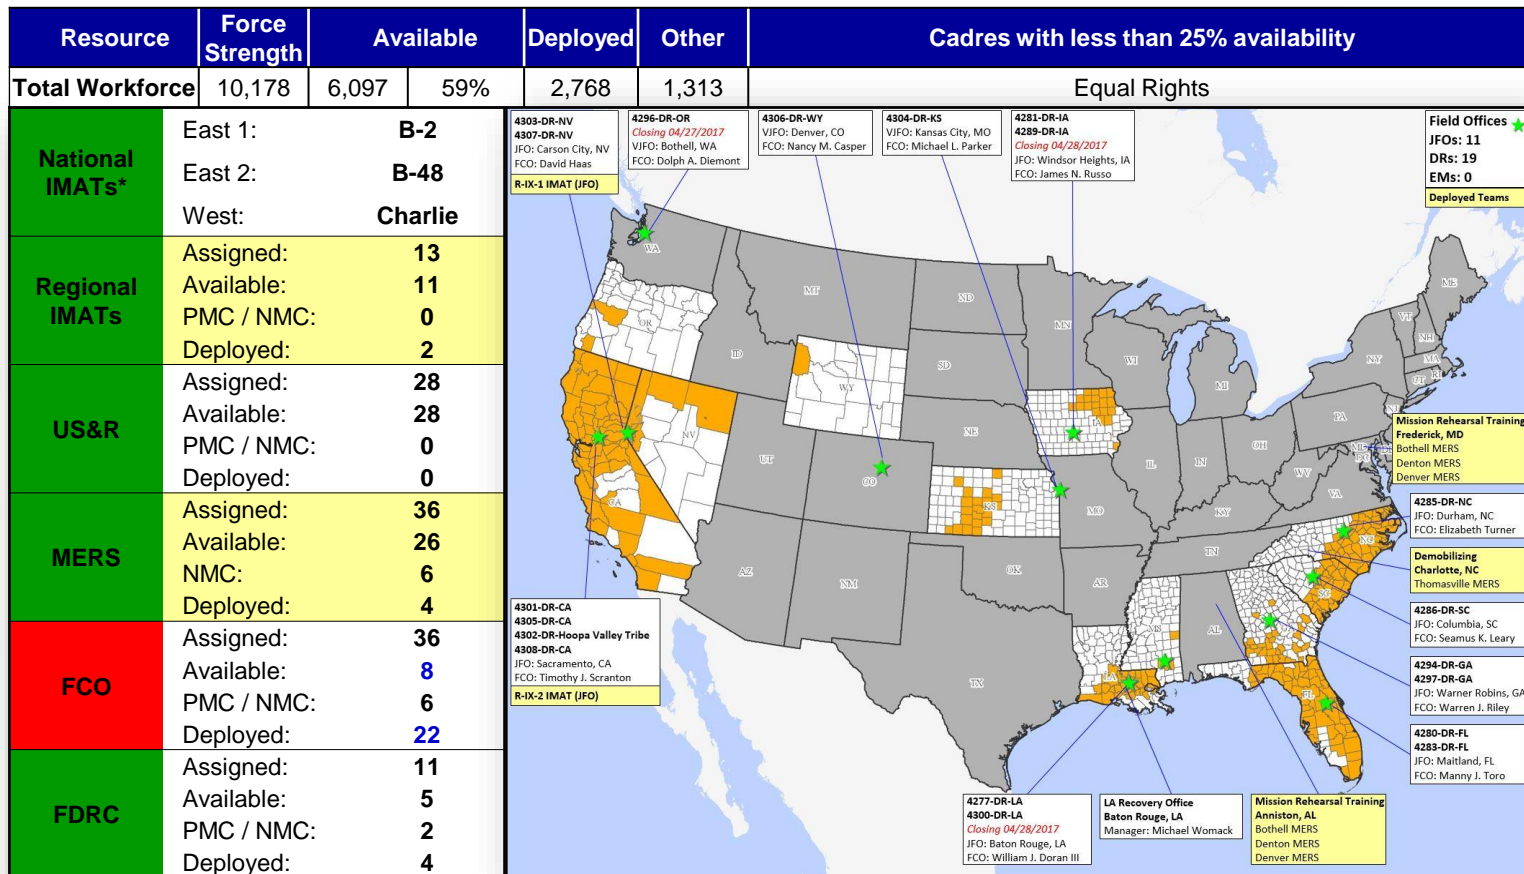 Resource Force Strength Available Deployed Other Cadres with less than 25% availability
Total Workforce 10,178 6,097 59% 2,768 1,313 Equal Rights
National IMATs*
East 1: B-2
East 2: B-48
West: Charlie
Regional IMATs
Assigned: 13
Available: 11
PMC / NMC: 0
Deployed: 2
US&R
Assigned: 28
Available: 28
PMC / NMC: 0
Deployed: 0
MERS
Assigned: 36
Available: 26
NMC: 6
Deployed: 4
FCO
Assigned: 36
Available: 8
PMC / NMC: 6
Deployed: 22
FDRC
Assigned: 11
Available: 5
PMC / NMC: 2
Deployed: 4
4303-DR-NV
4307-DR-NV
JFO: Carson City, NV
FCO: David Haas
R-IX-1 IMAT (JFO)
4296-DR-OR
Closing 04/27/2017
VJFO: Bothell, WA
FCO: Dolph A. Diemont
4306-DR-WY
VJFO: Denver, CO
FCO: Nancy M. Casper
4304-DR-KS
VJFO: Kansas City, MO
FCO: Michael L. Parker
4281-DR-IA
4289-DR-IA
Closing 04/28/2017
JFO: Windsor Heights, IA
FCO: James N. Russo
Field Offices
JFOs: 11
DRs: 19
EMs: 0
Deployed Teams
WA
MT
ND
MN
ME
VT
NH
OR
ID
WY
SD
WI
MI
NY
MA
CT
RI
NV
UT
NE
IA
IL
IN
OH
PA
NJ
CA
CO
KS
MO
KY
WV
VA
AZ
NM
OK
AR
TN
NC
SC
TX
LA
MS
AL
FL
Mission Rehearsal Training
Frederick, MD
Bothell MERS
Denton MERS
Denver MERS
4285-DR-NC
JFO: Durham, NC
FCO: Elizabeth Turner
Demobilizing
Charlotte, NC
Thomasville MERS
4286-DR-SC
JFO: Columbia, SC
FCO: Seamus K. Leary
4294-DR-GA
4297-DR-GA
JFO: Warner Robins, GA
FCO: Warren J. Riley
4280-DR-FL
4283-DR-FL
JFO: Maitland, FL
FCO: Manny J. Toro
4301-DR-CA
4305-DR-CA
4302-DR-Hoopa Valley Tribe
4308-DR-CA
JFO: Sacramento, CA
FCO: Timothy J. Scranton
R-IX-2 IMAT (JFO)
4277-DR-LA
4300-DR-LA
Closing 04/28/2017
JFO: Baton Rouge, LA
FCO: William J. Doran III
LA Recovery Office
Baton Rouge, LA
Manager: Michael Womack
Mission Rehearsal Training
Anniston, AL
Bothell MERS
Denton MERS
Denver MERS